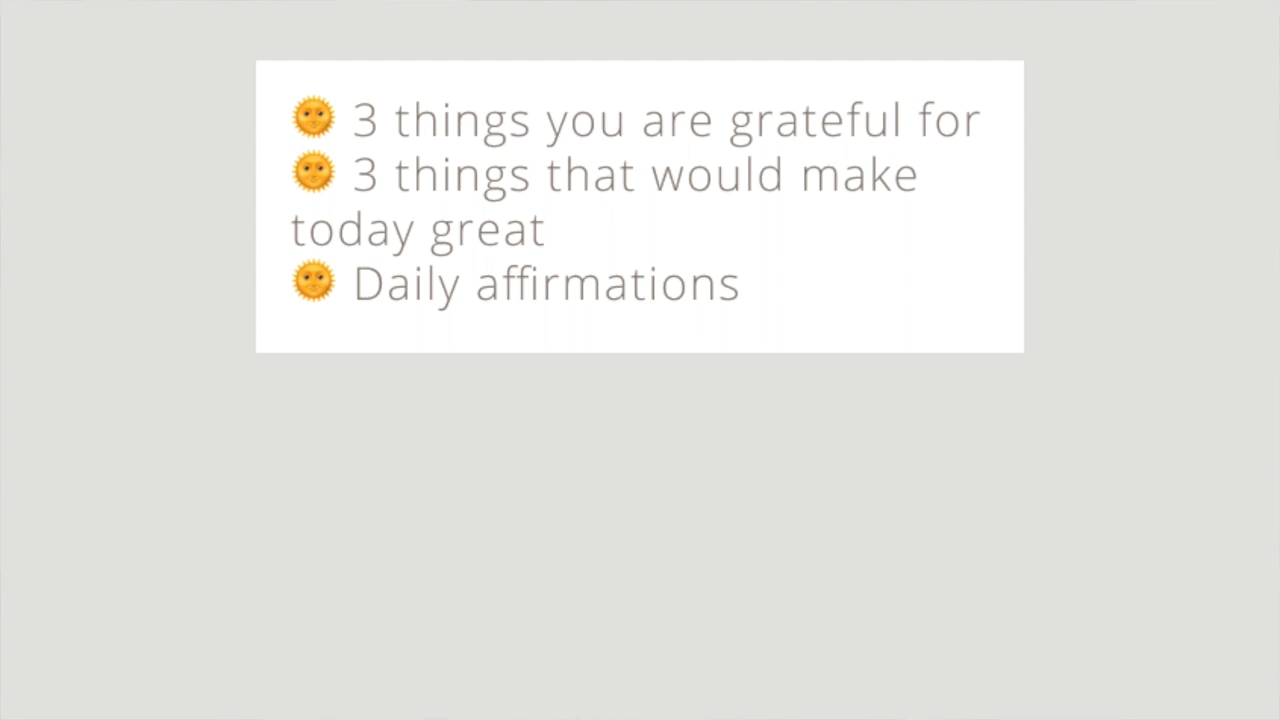 🌞 3 things you are grateful for
🌞 3 things that would make
today great
🌞 Daily affirmations